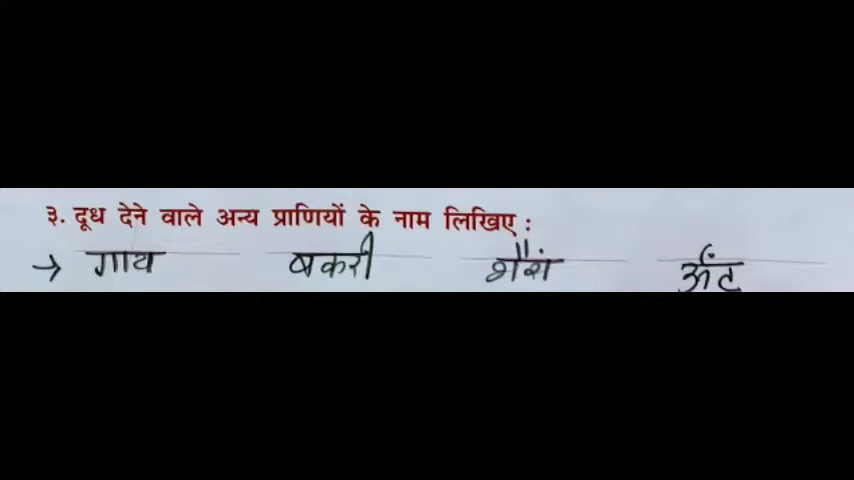 ३. दूध देने वाले अन्य प्राणियों के नाम लिखिए :
→ गाय बकरी भैंस ऊँट